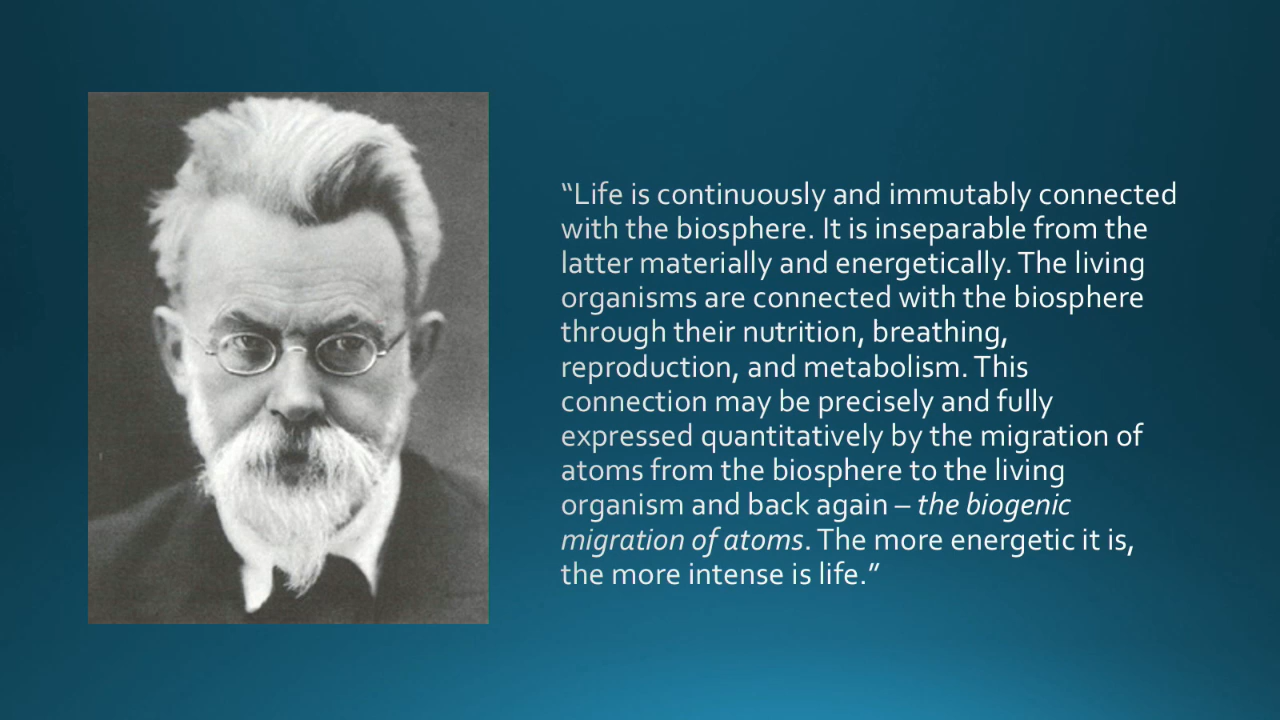 “Life is continuously and immutably connected
with the biosphere. It is inseparable from the
latter materially and energetically. The living
organisms are connected with the biosphere
through their nutrition, breathing,
reproduction, and metabolism. This
connection may be precisely and fully
expressed quantitatively by the migration of
atoms from the biosphere to the living
organism and back again – the biogenic
migration of atoms. The more energetic it is,
the more intense is life.”